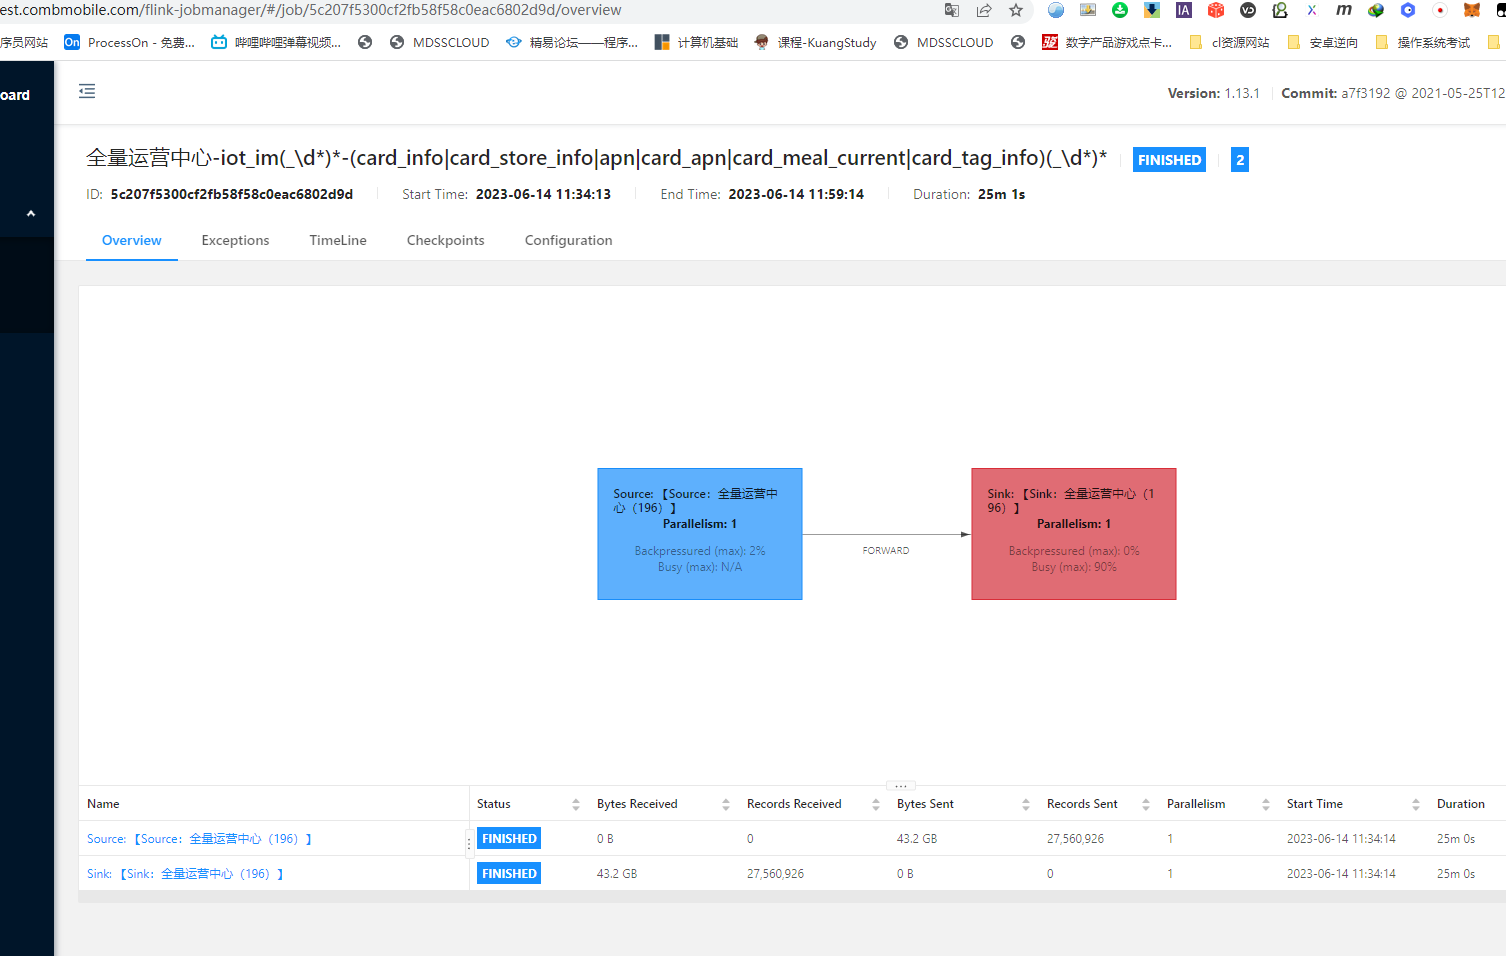 est.combmobile.com/flink-jobmanager/#/job/5c207f5300cf2fb58f58c0eac6802d9d/overview
序员网站 On ProcessOn - 免费... 哔哩哔哩弹幕视频... MDSSCLOUD 精易论坛——程序... 计算机基础 课程-KuangStudy MDSSCLOUD 数字产品游戏点卡... cl资源网站 安卓逆向 操作系统考试
oard
Version: 1.13.1 Commit: a7f3192 @ 2021-05-25T12
全量运营中心-iot_im(_\d*)*-(card_info|card_store_info|apn|card_apn|card_meal_current|card_tag_info)(_\d*)* FINISHED 2
ID: 5c207f5300cf2fb58f58c0eac6802d9d Start Time: 2023-06-14 11:34:13 End Time: 2023-06-14 11:59:14 Duration: 25m 1s
Overview Exceptions TimeLine Checkpoints Configuration
Source: 【Source：全量运营中
心（196）】
Parallelism: 1
Backpressured (max): 2%
Busy (max): N/A
FORWARD
Sink: 【Sink：全量运营中心（1
96）】
Parallelism: 1
Backpressured (max): 0%
Busy (max): 90%
Name Status Bytes Received Records Received Bytes Sent Records Sent Parallelism Start Time Duration
Source: 【Source：全量运营中心（196）】 FINISHED 0 B 0 43.2 GB 27,560,926 1 2023-06-14 11:34:14 25m 0s
Sink: 【Sink：全量运营中心（196）】 FINISHED 43.2 GB 27,560,926 0 B 0 1 2023-06-14 11:34:14 25m 0s